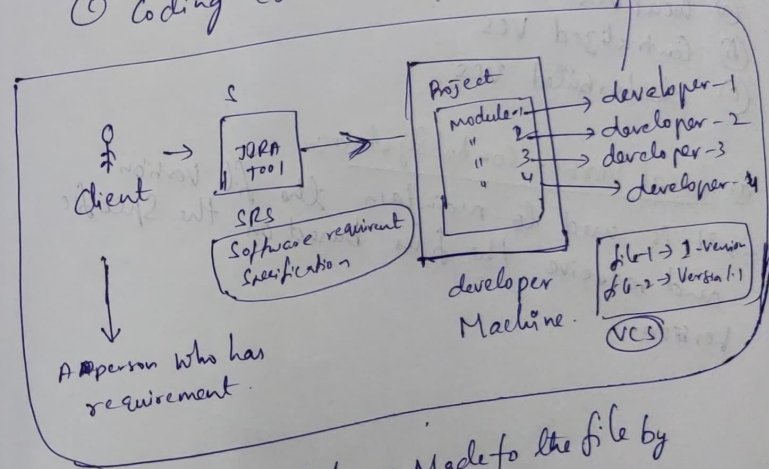 ① Coding
S
Client
JIRA
tool
SRS
Software requirent
Specification
Project
Module-1
" 2
" 3
" 4
developer-1
developer-2
developer-3
developer-4
developer
Machine.
file-1 → I-version
file-2 → Version 1.1
VCS
A person who has
requirement.
Made to the file by